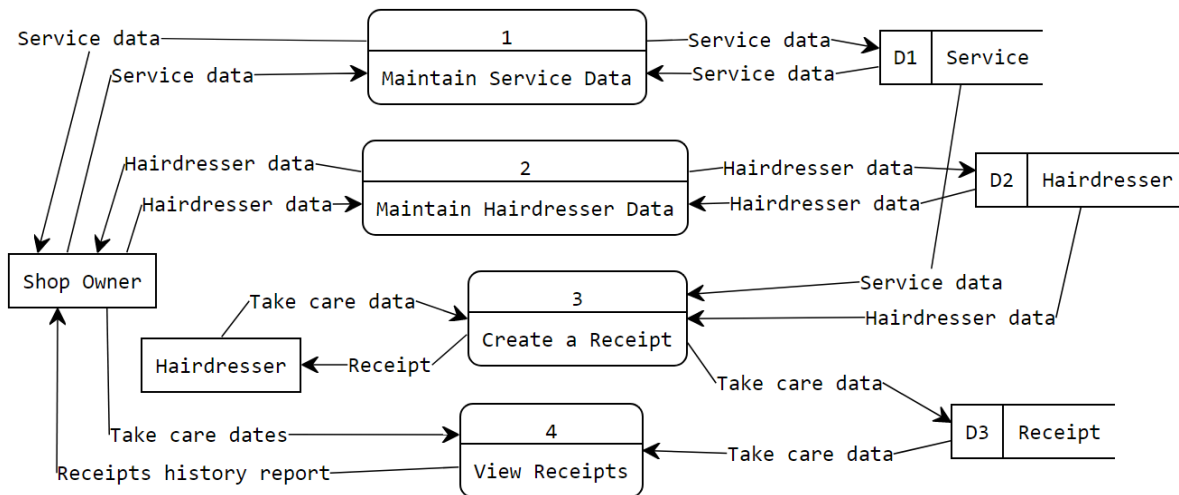 1
Service data
Service data
D1
Service
Service data
Maintain Service Data
Service data
Hairdresser data
2
Hairdresser data
D2
Hairdresser
Hairdresser data
Maintain Hairdresser Data
Hairdresser data
Shop Owner
Take care data
3
Service data
Hairdresser data
Create a Receipt
Hairdresser
Receipt
Take care data
Take care dates
4
D3
Receipt
Take care data
Receipts history report
View Receipts